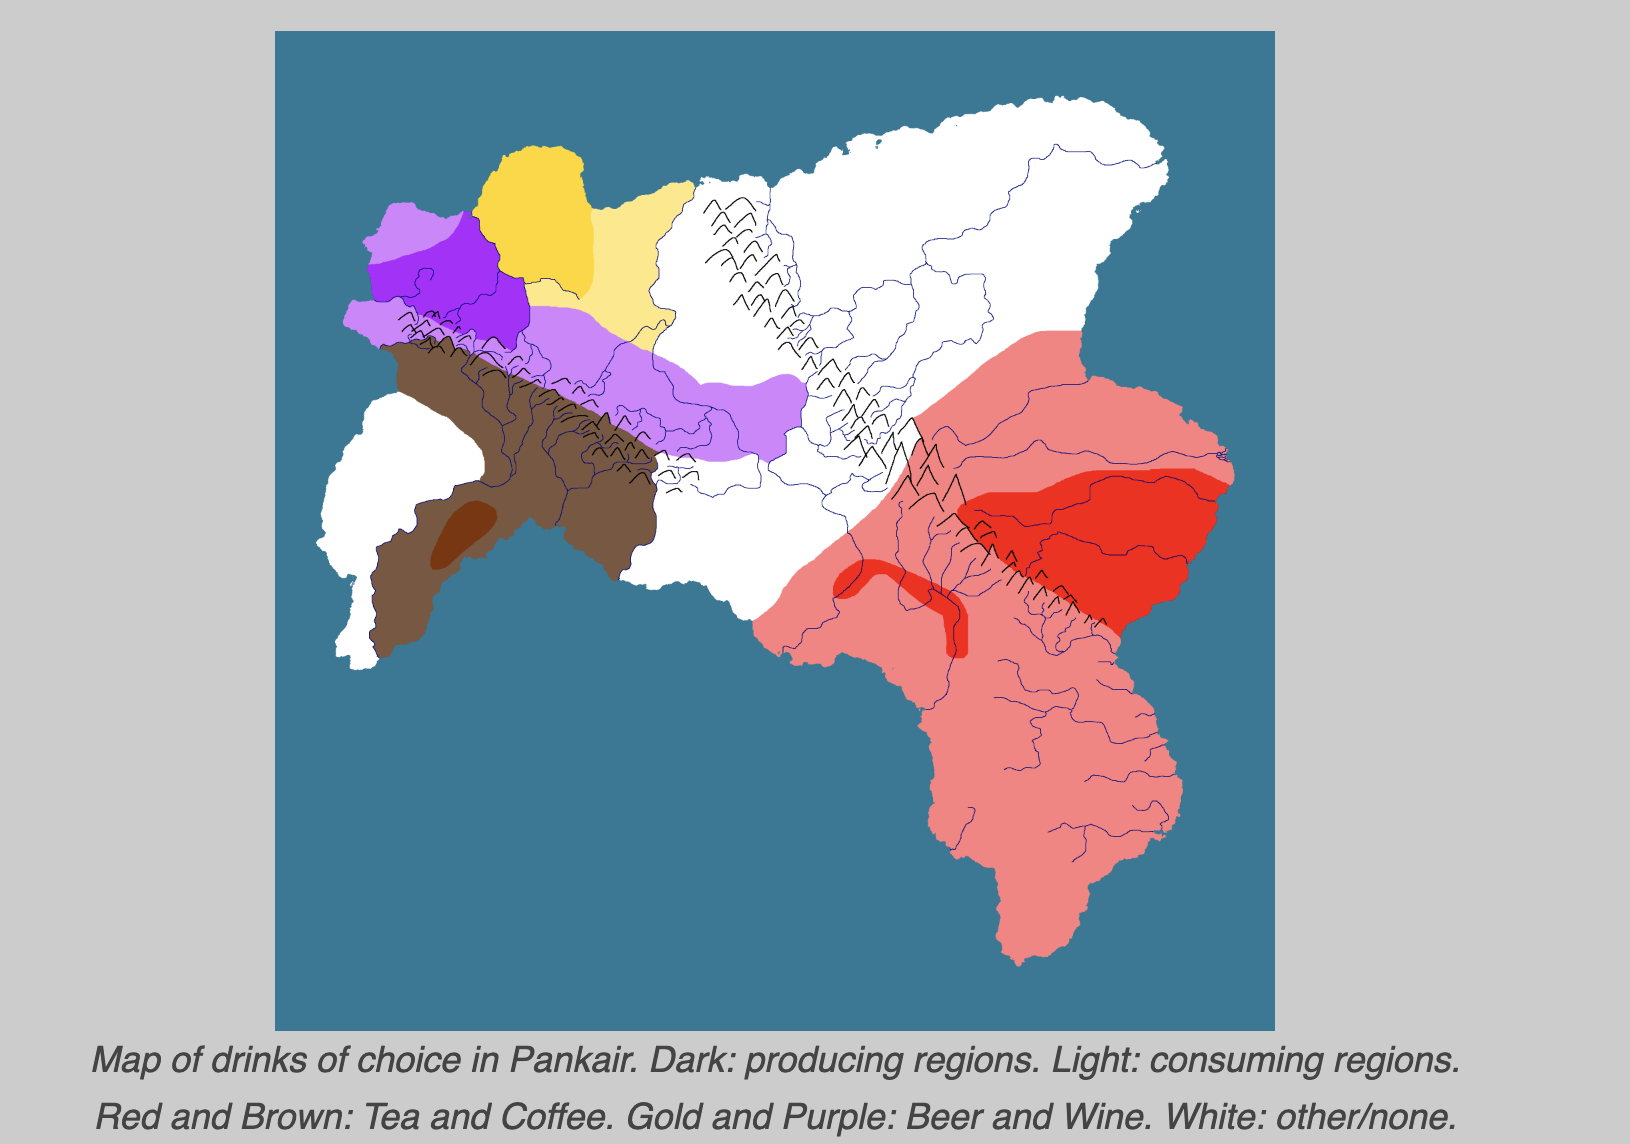 Map of drinks of choice in Pankair. Dark: producing regions. Light: consuming regions.
Red and Brown: Tea and Coffee. Gold and Purple: Beer and Wine. White: other/none.